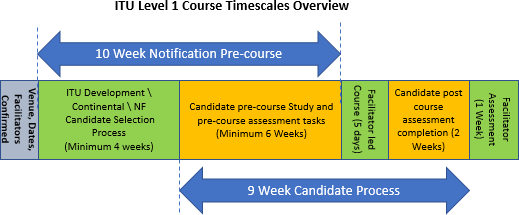 ITU Level 1 Course Timescales Overview
10 Week Notification Pre-course
Venue, Dates,
Facilitators
Confirmed
ITU Development \
Continental \ NF
Candidate Selection
Process
(Minimum 4 weeks)
Candidate pre-course Study and
pre-course assessment tasks
(Minimum 6 Weeks)
Facilitator led
Course (5 days)
Candidate post
course
assessment
completion (2
Weeks)
Facilitator
Assessment
(1 Week)
9 Week Candidate Process